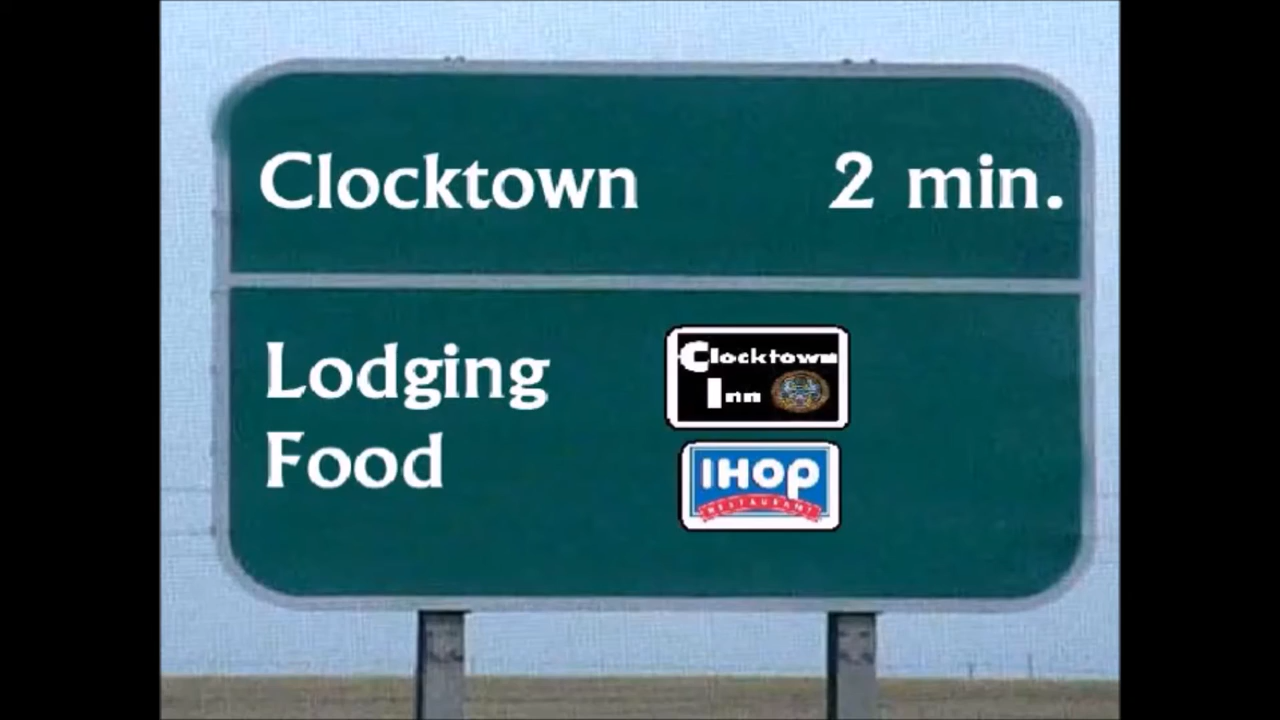 Clocktown 2 min.
Lodging
Clocktown
Inn
Food
IHOP
RESTAURANT